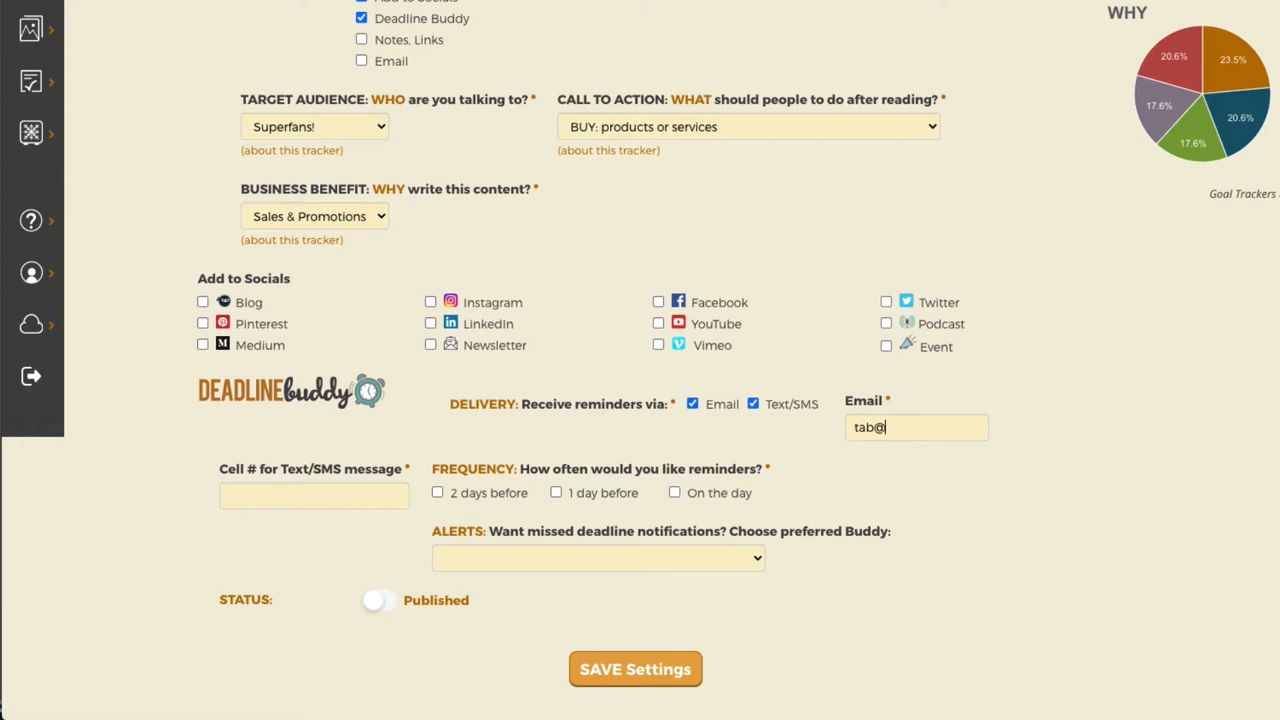 WHY
Deadline Buddy
Notes, Links
Email
20.6%
23.5%
17.6%
20.6%
17.6%
TARGET AUDIENCE: WHO are you talking to? *
CALL TO ACTION: WHAT should people to do after reading? *
Superfans!
BUY: products or services
(about this tracker)
(about this tracker)
BUSINESS BENEFIT: WHY write this content? *
Goal Trackers
Sales & Promotions
(about this tracker)
Add to Socials
Blog
Instagram
Facebook
Twitter
Pinterest
LinkedIn
YouTube
Podcast
Medium
Newsletter
Vimeo
Event
DEADLINEbuddy
DELIVERY: Receive reminders via: *
Email
Text/SMS
Email *
tab@
Cell # for Text/SMS message *
FREQUENCY: How often would you like reminders? *
2 days before
1 day before
On the day
ALERTS: Want missed deadline notifications? Choose preferred Buddy:
STATUS:
Published
SAVE Settings